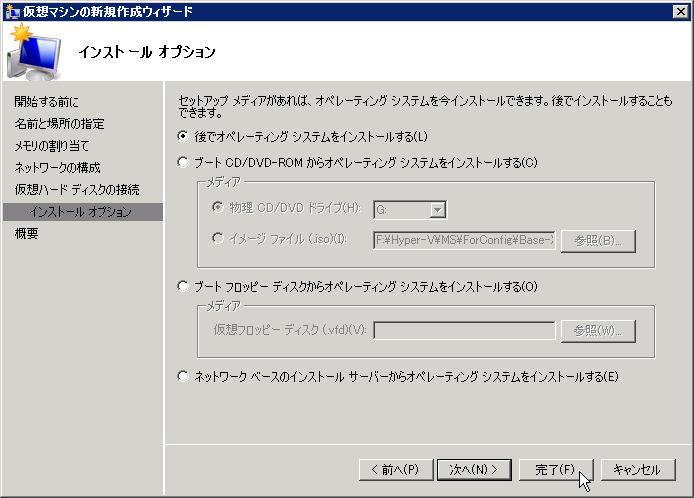 仮想マシンの新規作成ウィザード
インストール オプション
開始する前に
名前と場所の指定
メモリの割り当て
ネットワークの構成
仮想ハード ディスクの接続
インストール オプション
概要
セットアップ メディアがあれば、オペレーティング システムを今インストールできます。後でインストールすることも
できます。
後でオペレーティング システムをインストールする(L)
ブート CD/DVD-ROM からオペレーティング システムをインストールする(C)
メディア
物理 CD/DVD ドライブ(H):
G:
イメージ ファイル (.iso)(I):
F:¥Hyper-V¥MS¥ForConfig¥Base-X
参照(B)...
ブート フロッピー ディスクからオペレーティング システムをインストールする(O)
メディア
仮想フロッピー ディスク (.vfd)(V):
参照(W)...
ネットワーク ベースのインストール サーバーからオペレーティング システムをインストールする(E)
< 前へ(P)
次へ(N) >
完了(F)
キャンセル